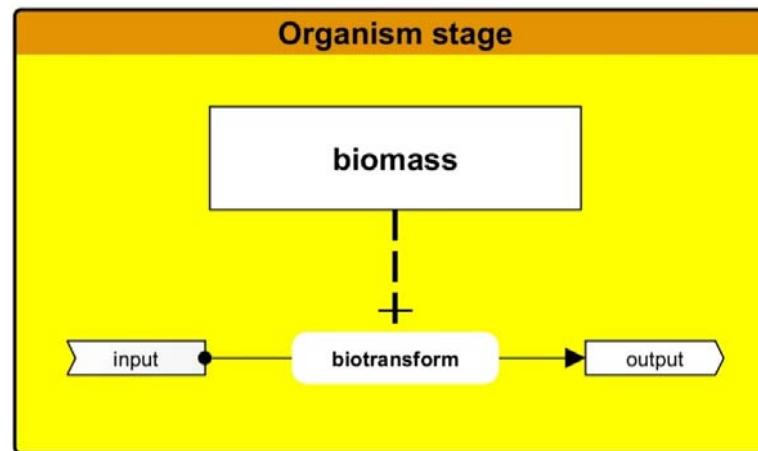 Organism stage
biomass
input
biotransform
output